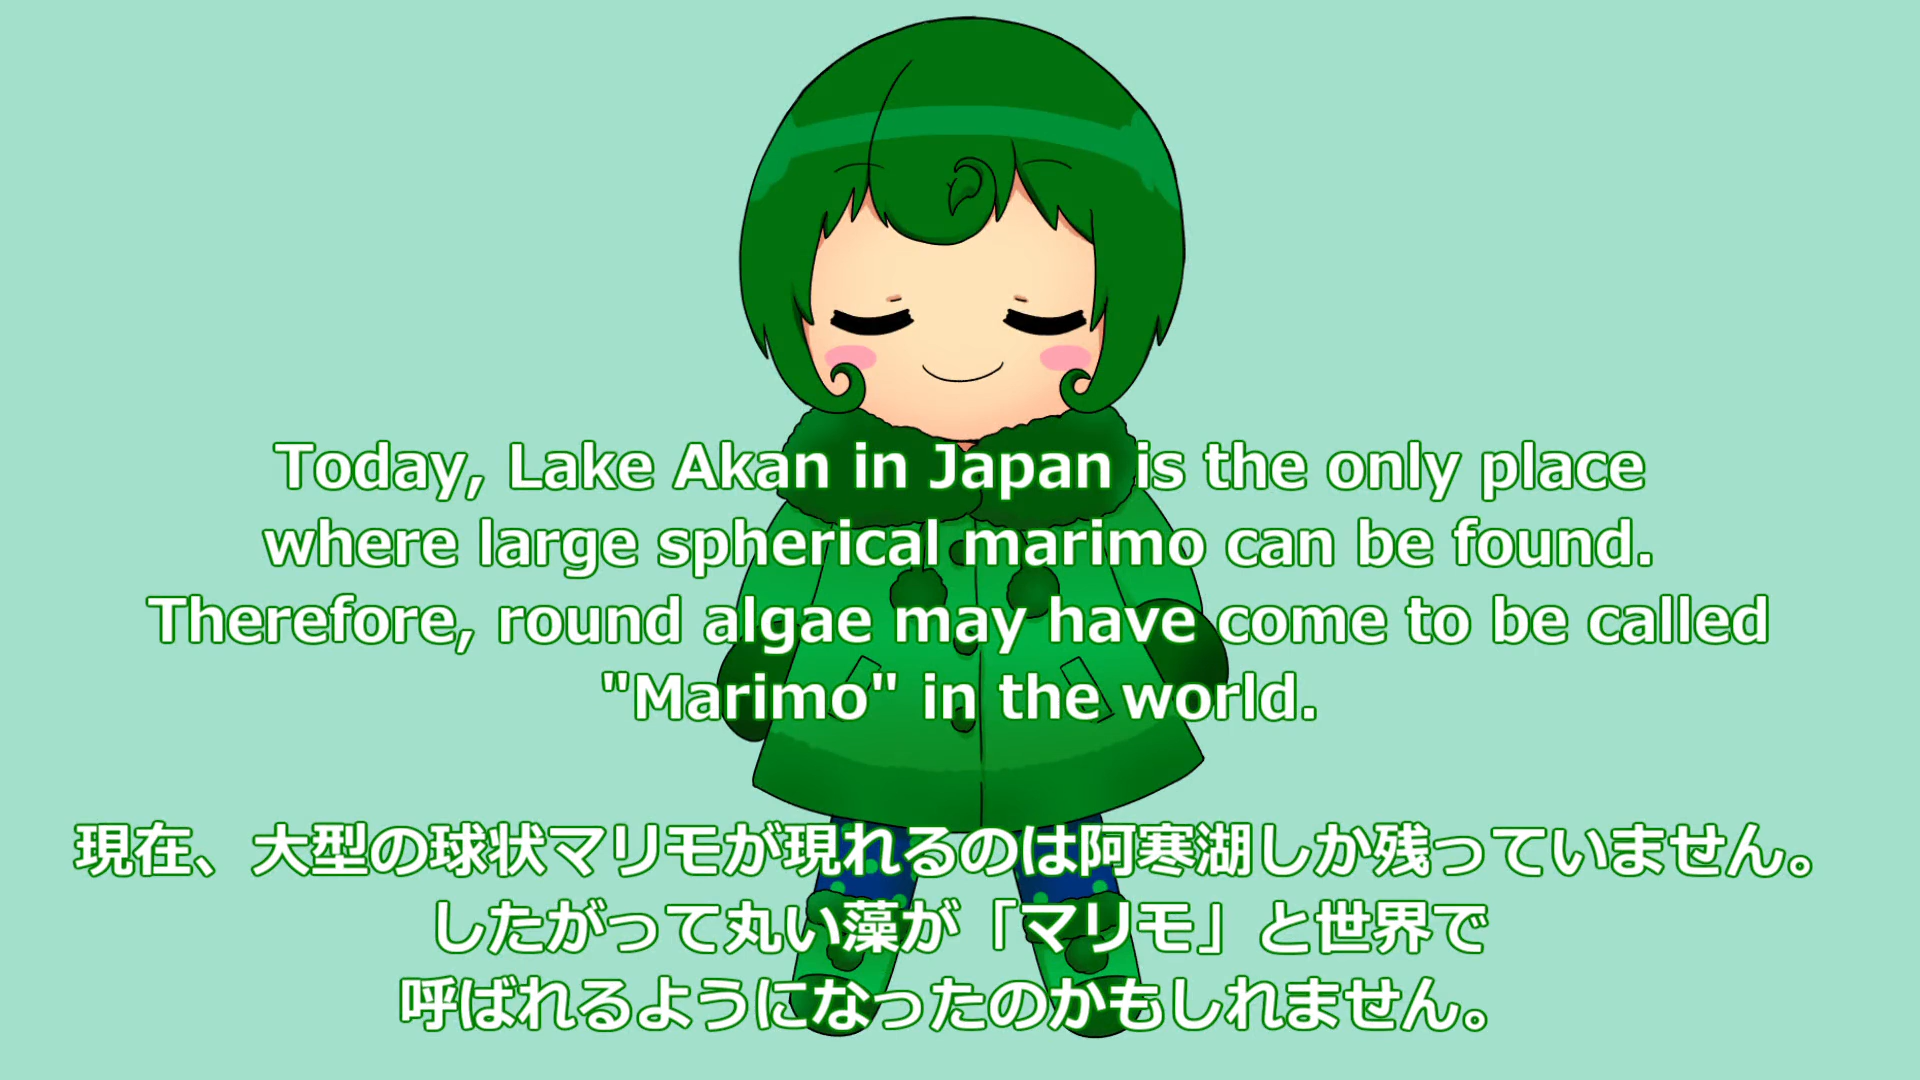 Today, Lake Akan in Japan is the only place
where large spherical marimo can be found.
Therefore, round algae may have come to be called
"Marimo" in the world.
現在、大型の球状マリモが現れるのは阿寒湖しか残っていません。
したがって丸い藻が「マリモ」と世界で
呼ばれるようになったのかもしれません。